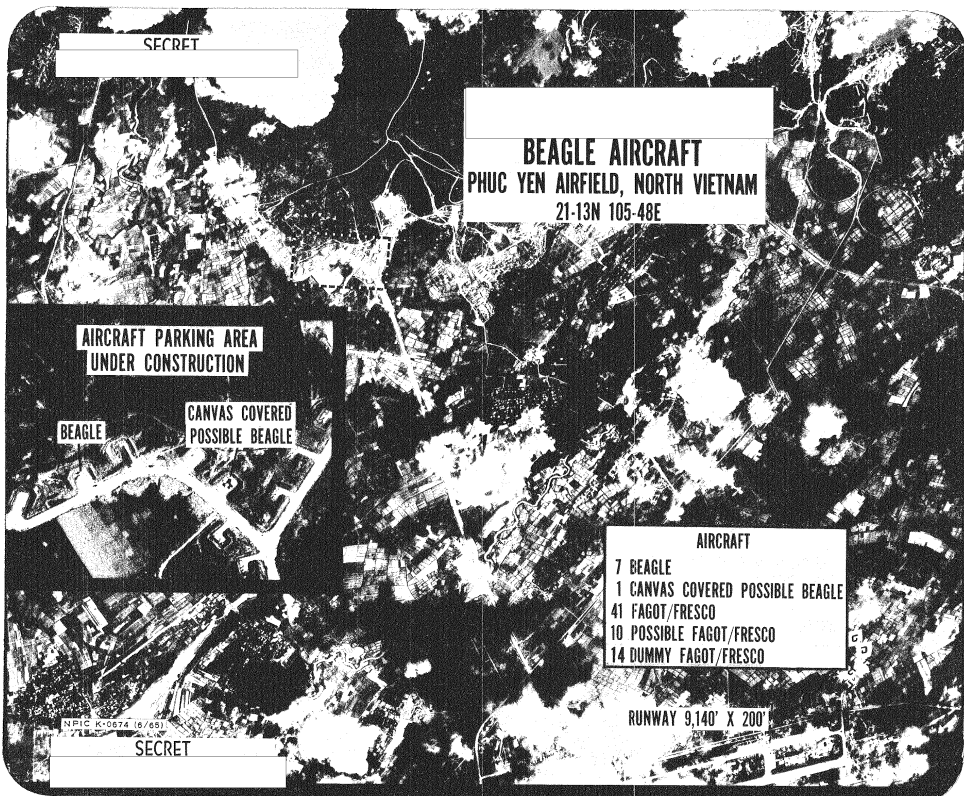 SECRET
BEAGLE AIRCRAFT
PHUC YEN AIRFIELD, NORTH VIETNAM
21-13N 105-48E
AIRCRAFT PARKING AREA
UNDER CONSTRUCTION
BEAGLE
CANVAS COVERED
POSSIBLE BEAGLE
AIRCRAFT
7 BEAGLE
1 CANVAS COVERED POSSIBLE BEAGLE
41 FAGOT/FRESCO
10 POSSIBLE FAGOT/FRESCO
14 DUMMY FAGOT/FRESCO
RUNWAY 9,140' X 200'
NPIC K-0674 (6/65)
SECRET